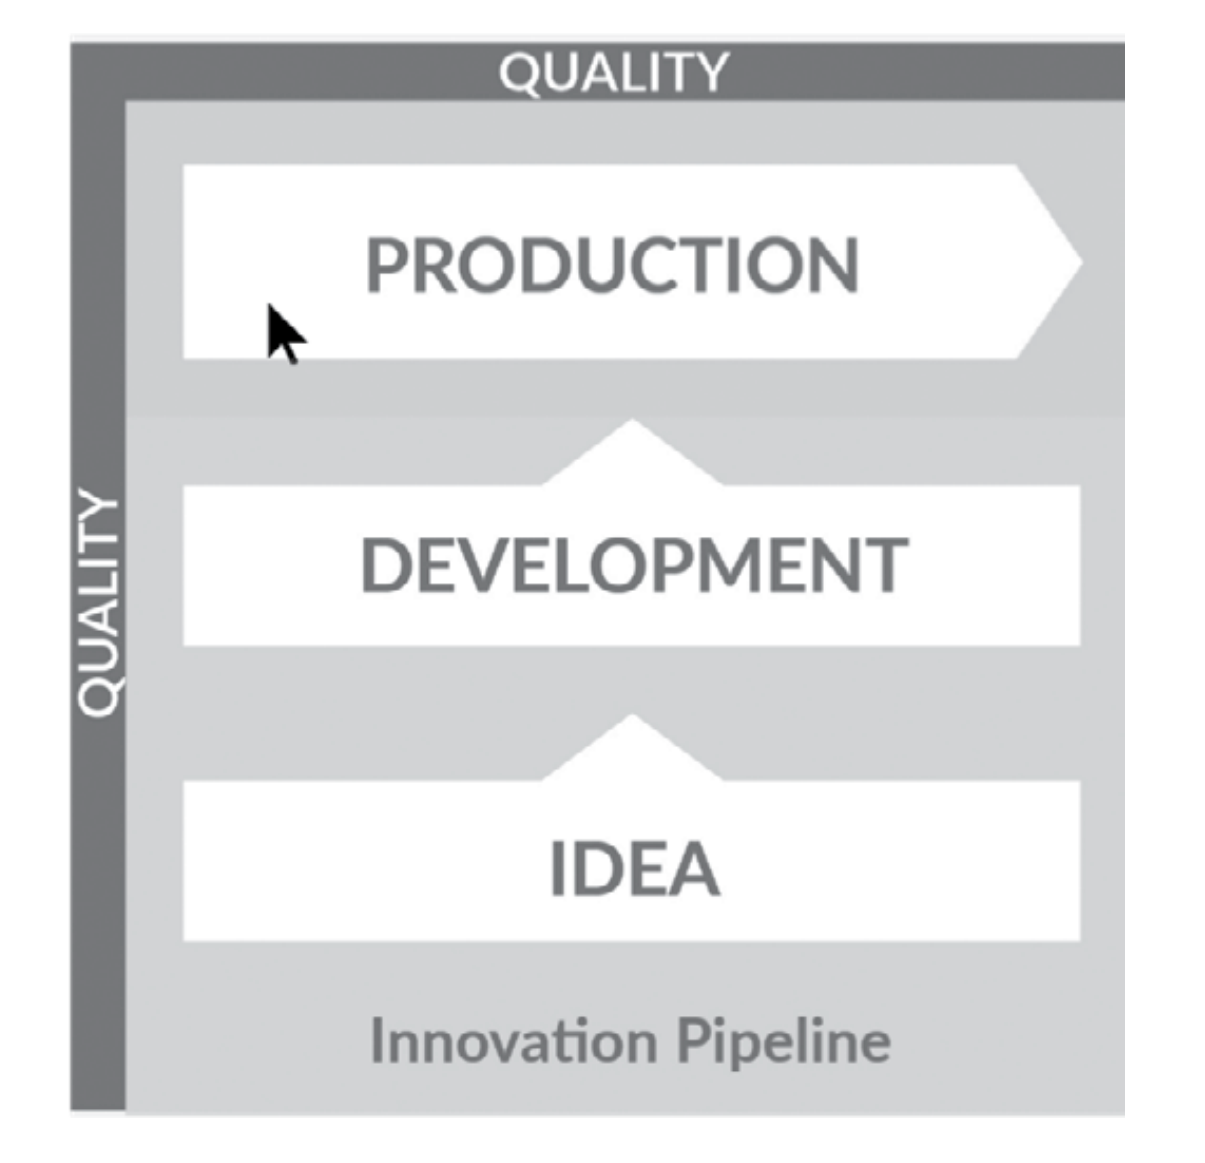 QUALITY
QUALITY
PRODUCTION
DEVELOPMENT
IDEA
Innovation Pipeline